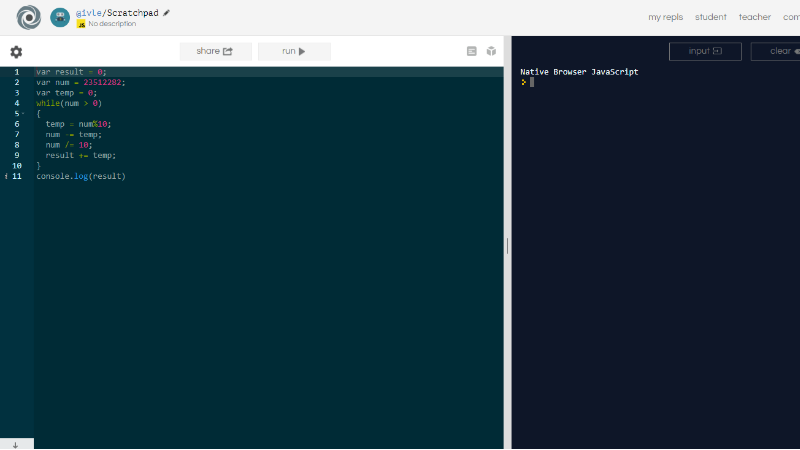 @ivle/Scratchpad
JS No description
my repls student teacher com
share run input clear
1 var result = 0;
2 var num = 23512282;
3 var temp = 0;
4 while(num > 0)
5 {
6 temp = num%10;
7 num -= temp;
8 num /= 10;
9 result += temp;
10 }
i 11 console.log(result)
Native Browser JavaScript